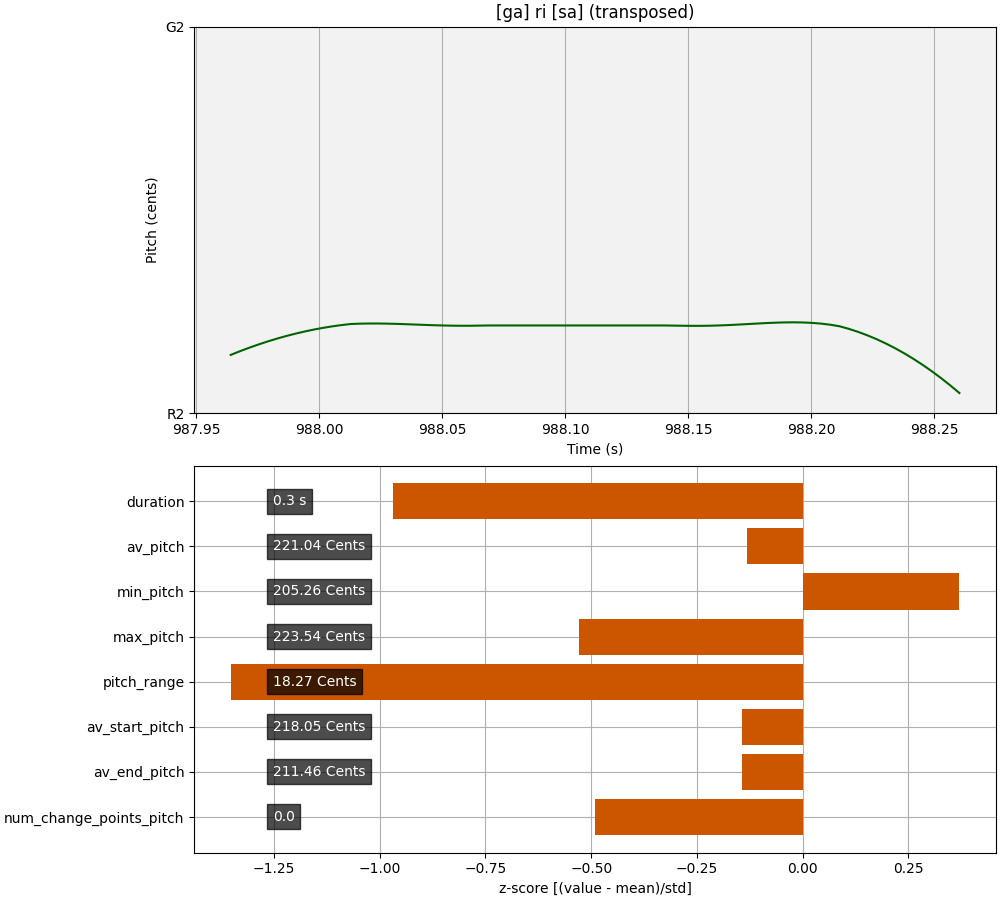 [ga] ri [sa] (transposed)
G2
Pitch (cents)
R2
987.95 988.00 988.05 988.10 988.15 988.20 988.25
Time (s)
duration 0.3 s
av_pitch 221.04 Cents
min_pitch 205.26 Cents
max_pitch 223.54 Cents
pitch_range 18.27 Cents
av_start_pitch 218.05 Cents
av_end_pitch 211.46 Cents
num_change_points_pitch 0.0
−1.25 −1.00 −0.75 −0.50 −0.25 0.00 0.25
z-score [(value - mean)/std]